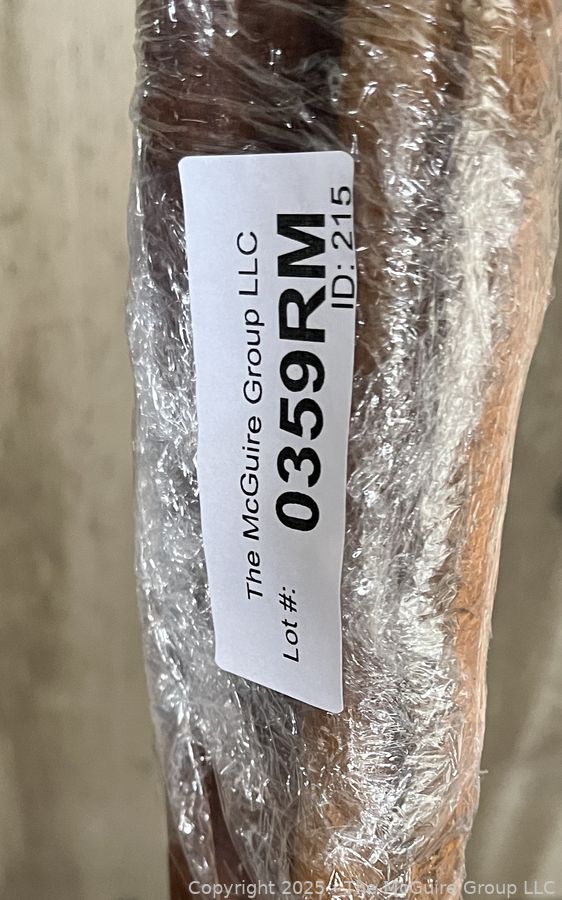 The McGuire Group LLC
Lot #: 0359RM
ID: 215
Copyright 2025 - The McGuire Group LLC